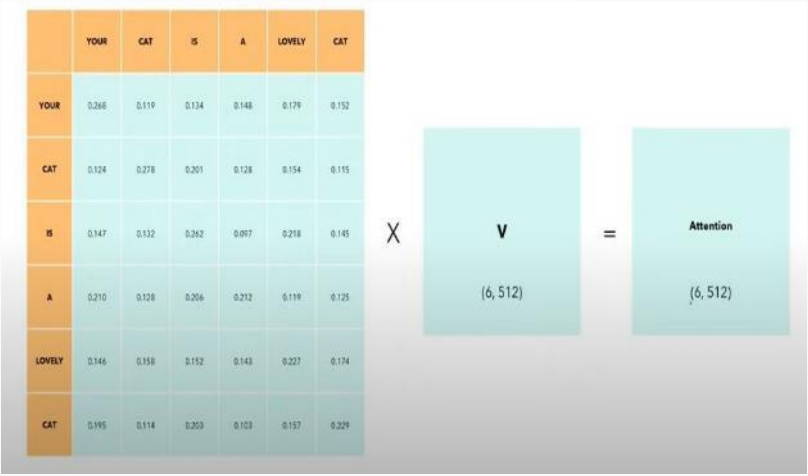 YOUR CAT IS A LOVELY CAT
YOUR 0.268 0.119 0.134 0.148 0.179 0.152
CAT 0.124 0.278 0.201 0.128 0.154 0.115
IS 0.147 0.132 0.262 0.097 0.218 0.145
A 0.210 0.128 0.206 0.212 0.119 0.125
LOVELY 0.146 0.158 0.152 0.143 0.227 0.174
CAT 0.195 0.114 0.203 0.103 0.157 0.229
X
V
(6, 512)
=
Attention
(6, 512)